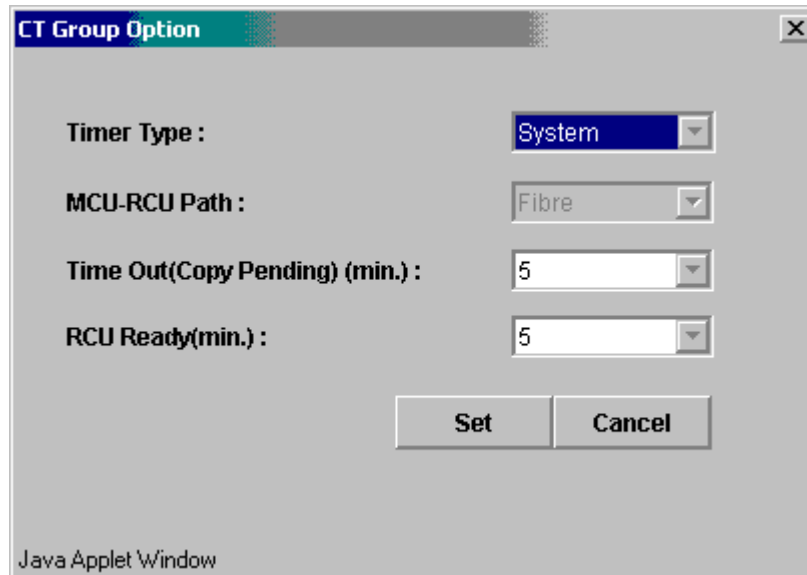 CT Group Option
Timer Type : System
MCU-RCU Path : Fibre
Time Out(Copy Pending) (min.) : 5
RCU Ready(min.) : 5
Set Cancel
Java Applet Window